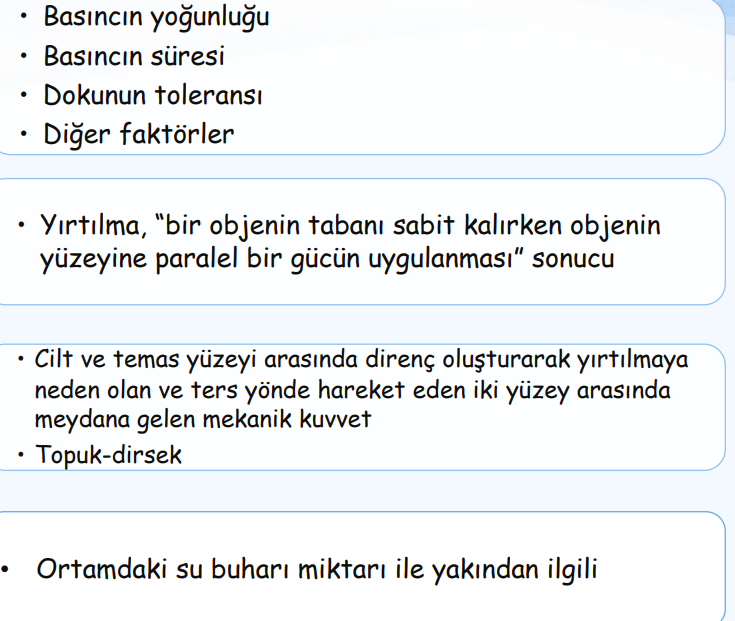 • Basıncın yoğunluğu
• Basıncın süresi
• Dokunun toleransı
• Diğer faktörler
• Yırtılma, “bir objenin tabanı sabit kalırken objenin
yüzeyine paralel bir gücün uygulanması” sonucu
• Cilt ve temas yüzeyi arasında direnç oluşturarak yırtılmaya
neden olan ve ters yönde hareket eden iki yüzey arasında
meydana gelen mekanik kuvvet
• Topuk-dirsek
• Ortamdaki su buharı miktarı ile yakından ilgili